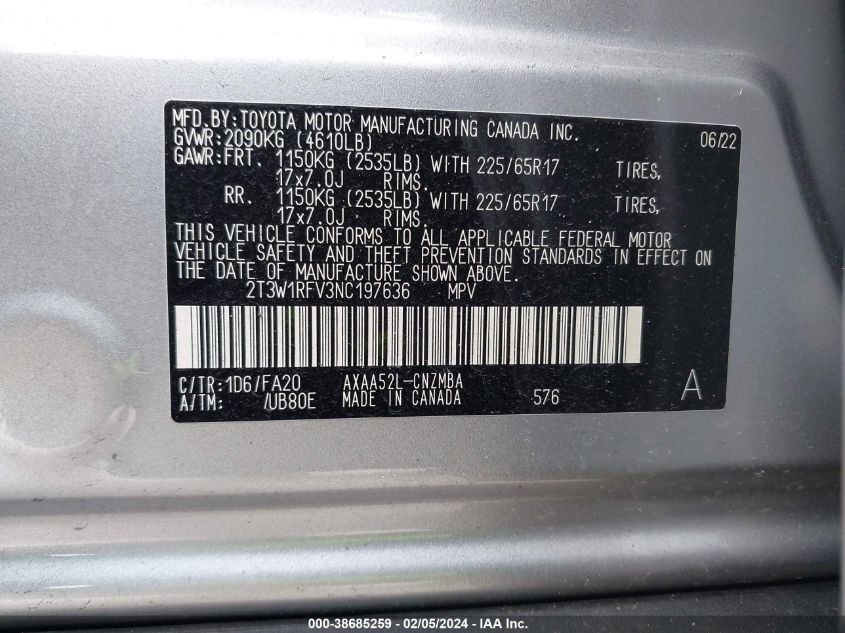 MFD.BY:TOYOTA MOTOR MANUFACTURING CANADA INC. 06/22
GVWR:2090KG (4610LB)
GAWR:FRT. 1150KG (2535LB) WITH 225/65R17 TIRES,
17x7.0J RIMS,
RR. 1150KG (2535LB) WITH 225/65R17 TIRES,
17x7.0J RIMS,
THIS VEHICLE CONFORMS TO ALL APPLICABLE FEDERAL MOTOR
VEHICLE SAFETY AND THEFT PREVENTION STANDARDS IN EFFECT ON
THE DATE OF MANUFACTURE SHOWN ABOVE.
2T3W1RFV3NC197636 MPV
C/TR:1D6/FA20 AXAA52L-CNZMBA A
A/TM: /UB80E MADE IN CANADA 576
000-38685259 - 02/05/2024 - IAA Inc.